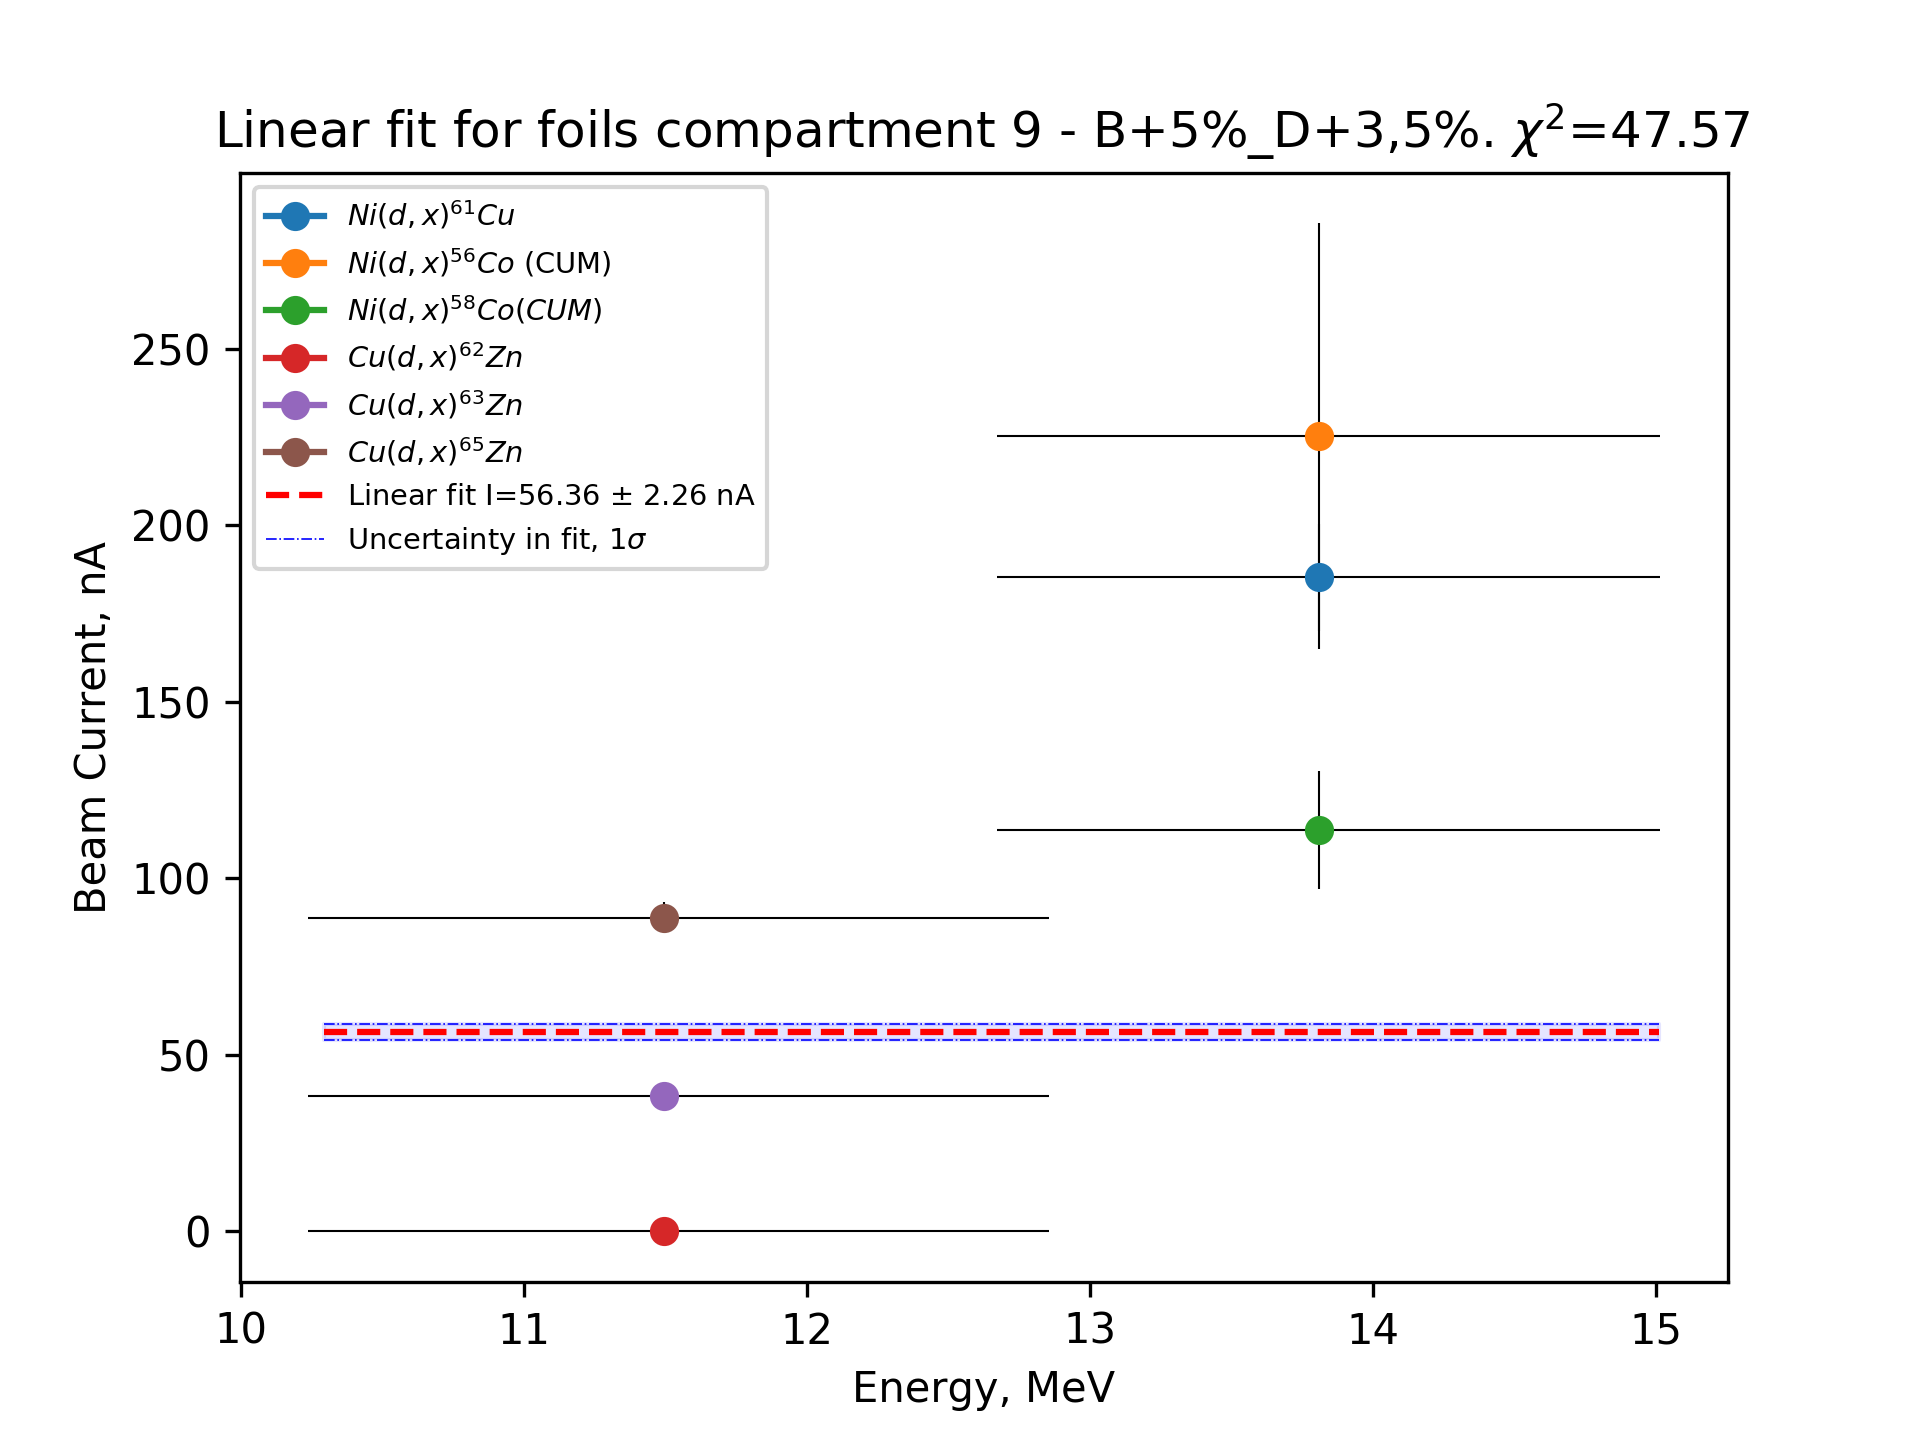 Linear fit for foils compartment 9 - B+5%_D+3,5%. χ²=47.57
Ni(d, x)⁶¹Cu
Ni(d, x)⁵⁶Co (CUM)
Ni(d, x)⁵⁸Co(CUM)
Cu(d, x)⁶²Zn
Cu(d, x)⁶³Zn
Cu(d, x)⁶⁵Zn
Linear fit I=56.36 ± 2.26 nA
Uncertainty in fit, 1σ
250
200
150
100
50
0
Beam Current, nA
10 11 12 13 14 15
Energy, MeV